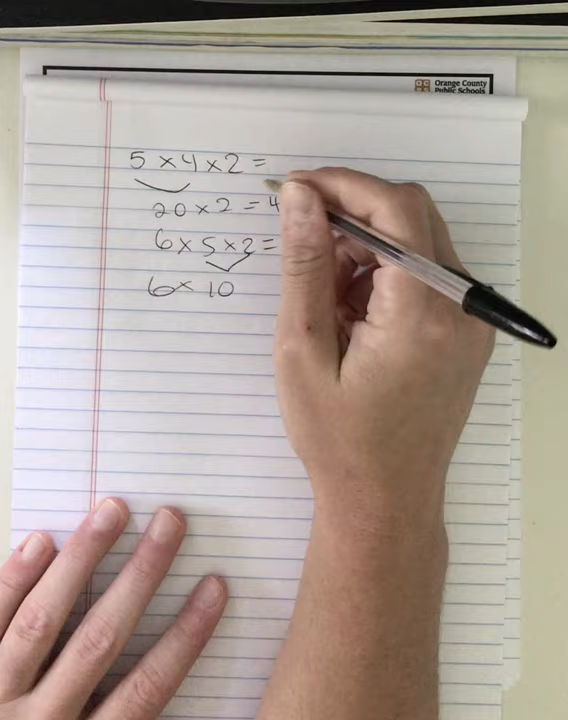 Orange County
Public Schools
5 × 4 × 2 =
20 × 2 = 4
6 × 5 × 2 =
6 × 10